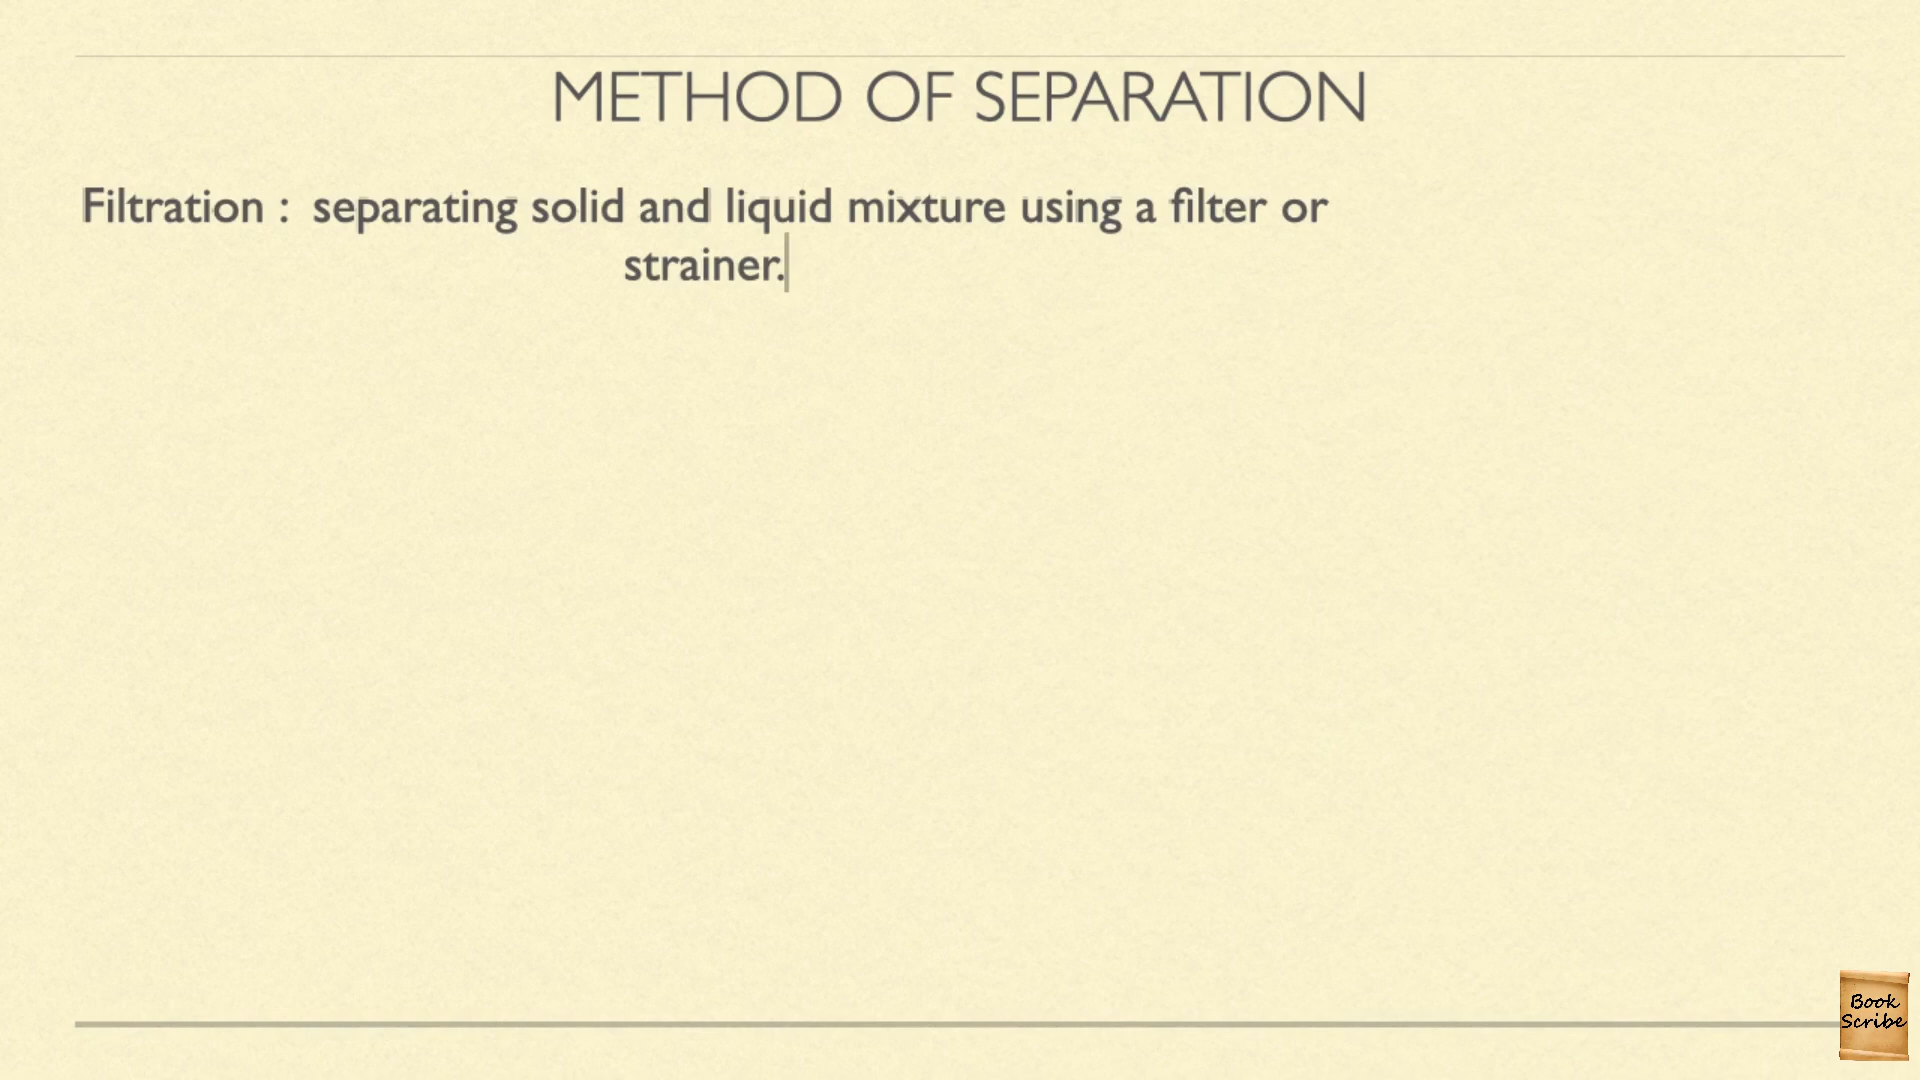 METHOD OF SEPARATION
Filtration : separating solid and liquid mixture using a filter or
strainer.
Book
Scribe